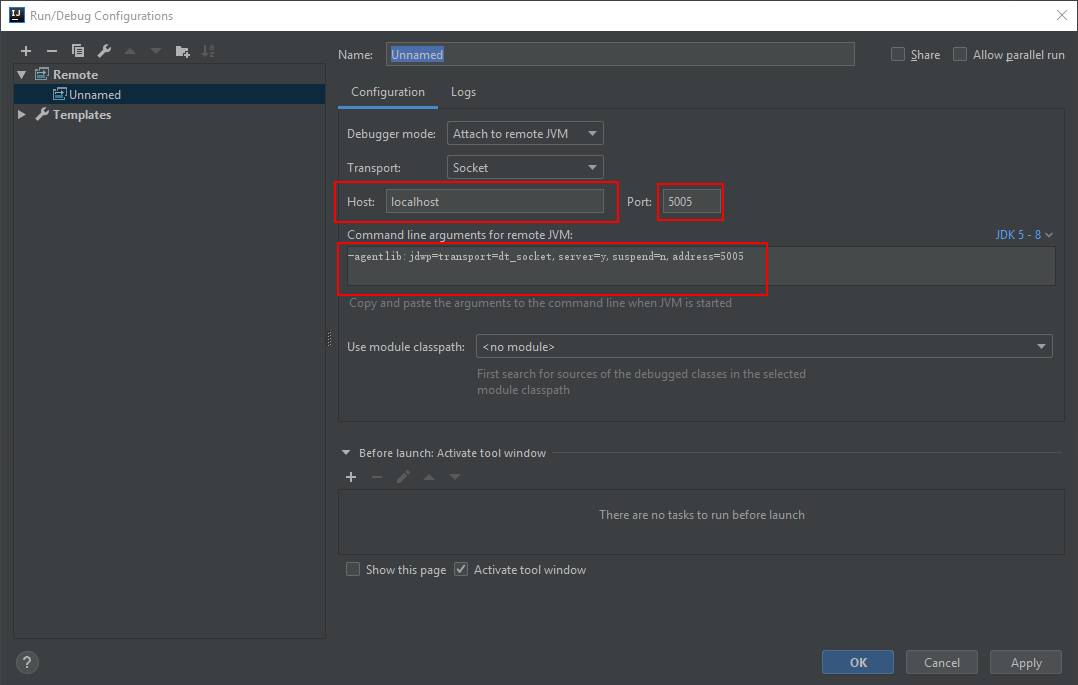 Run/Debug Configurations
Name: Unnamed Share Allow parallel run
Remote
Unnamed
Templates
Configuration Logs
Debugger mode: Attach to remote JVM
Transport: Socket
Host: localhost Port: 5005
Command line arguments for remote JVM: JDK 5 - 8
-agentlib:jdwp=transport=dt_socket,server=y,suspend=n,address=5005
Copy and paste the arguments to the command line when JVM is started
Use module classpath: <no module>
First search for sources of the debugged classes in the selected
module classpath
Before launch: Activate tool window
There are no tasks to run before launch
Show this page Activate tool window
? OK Cancel Apply